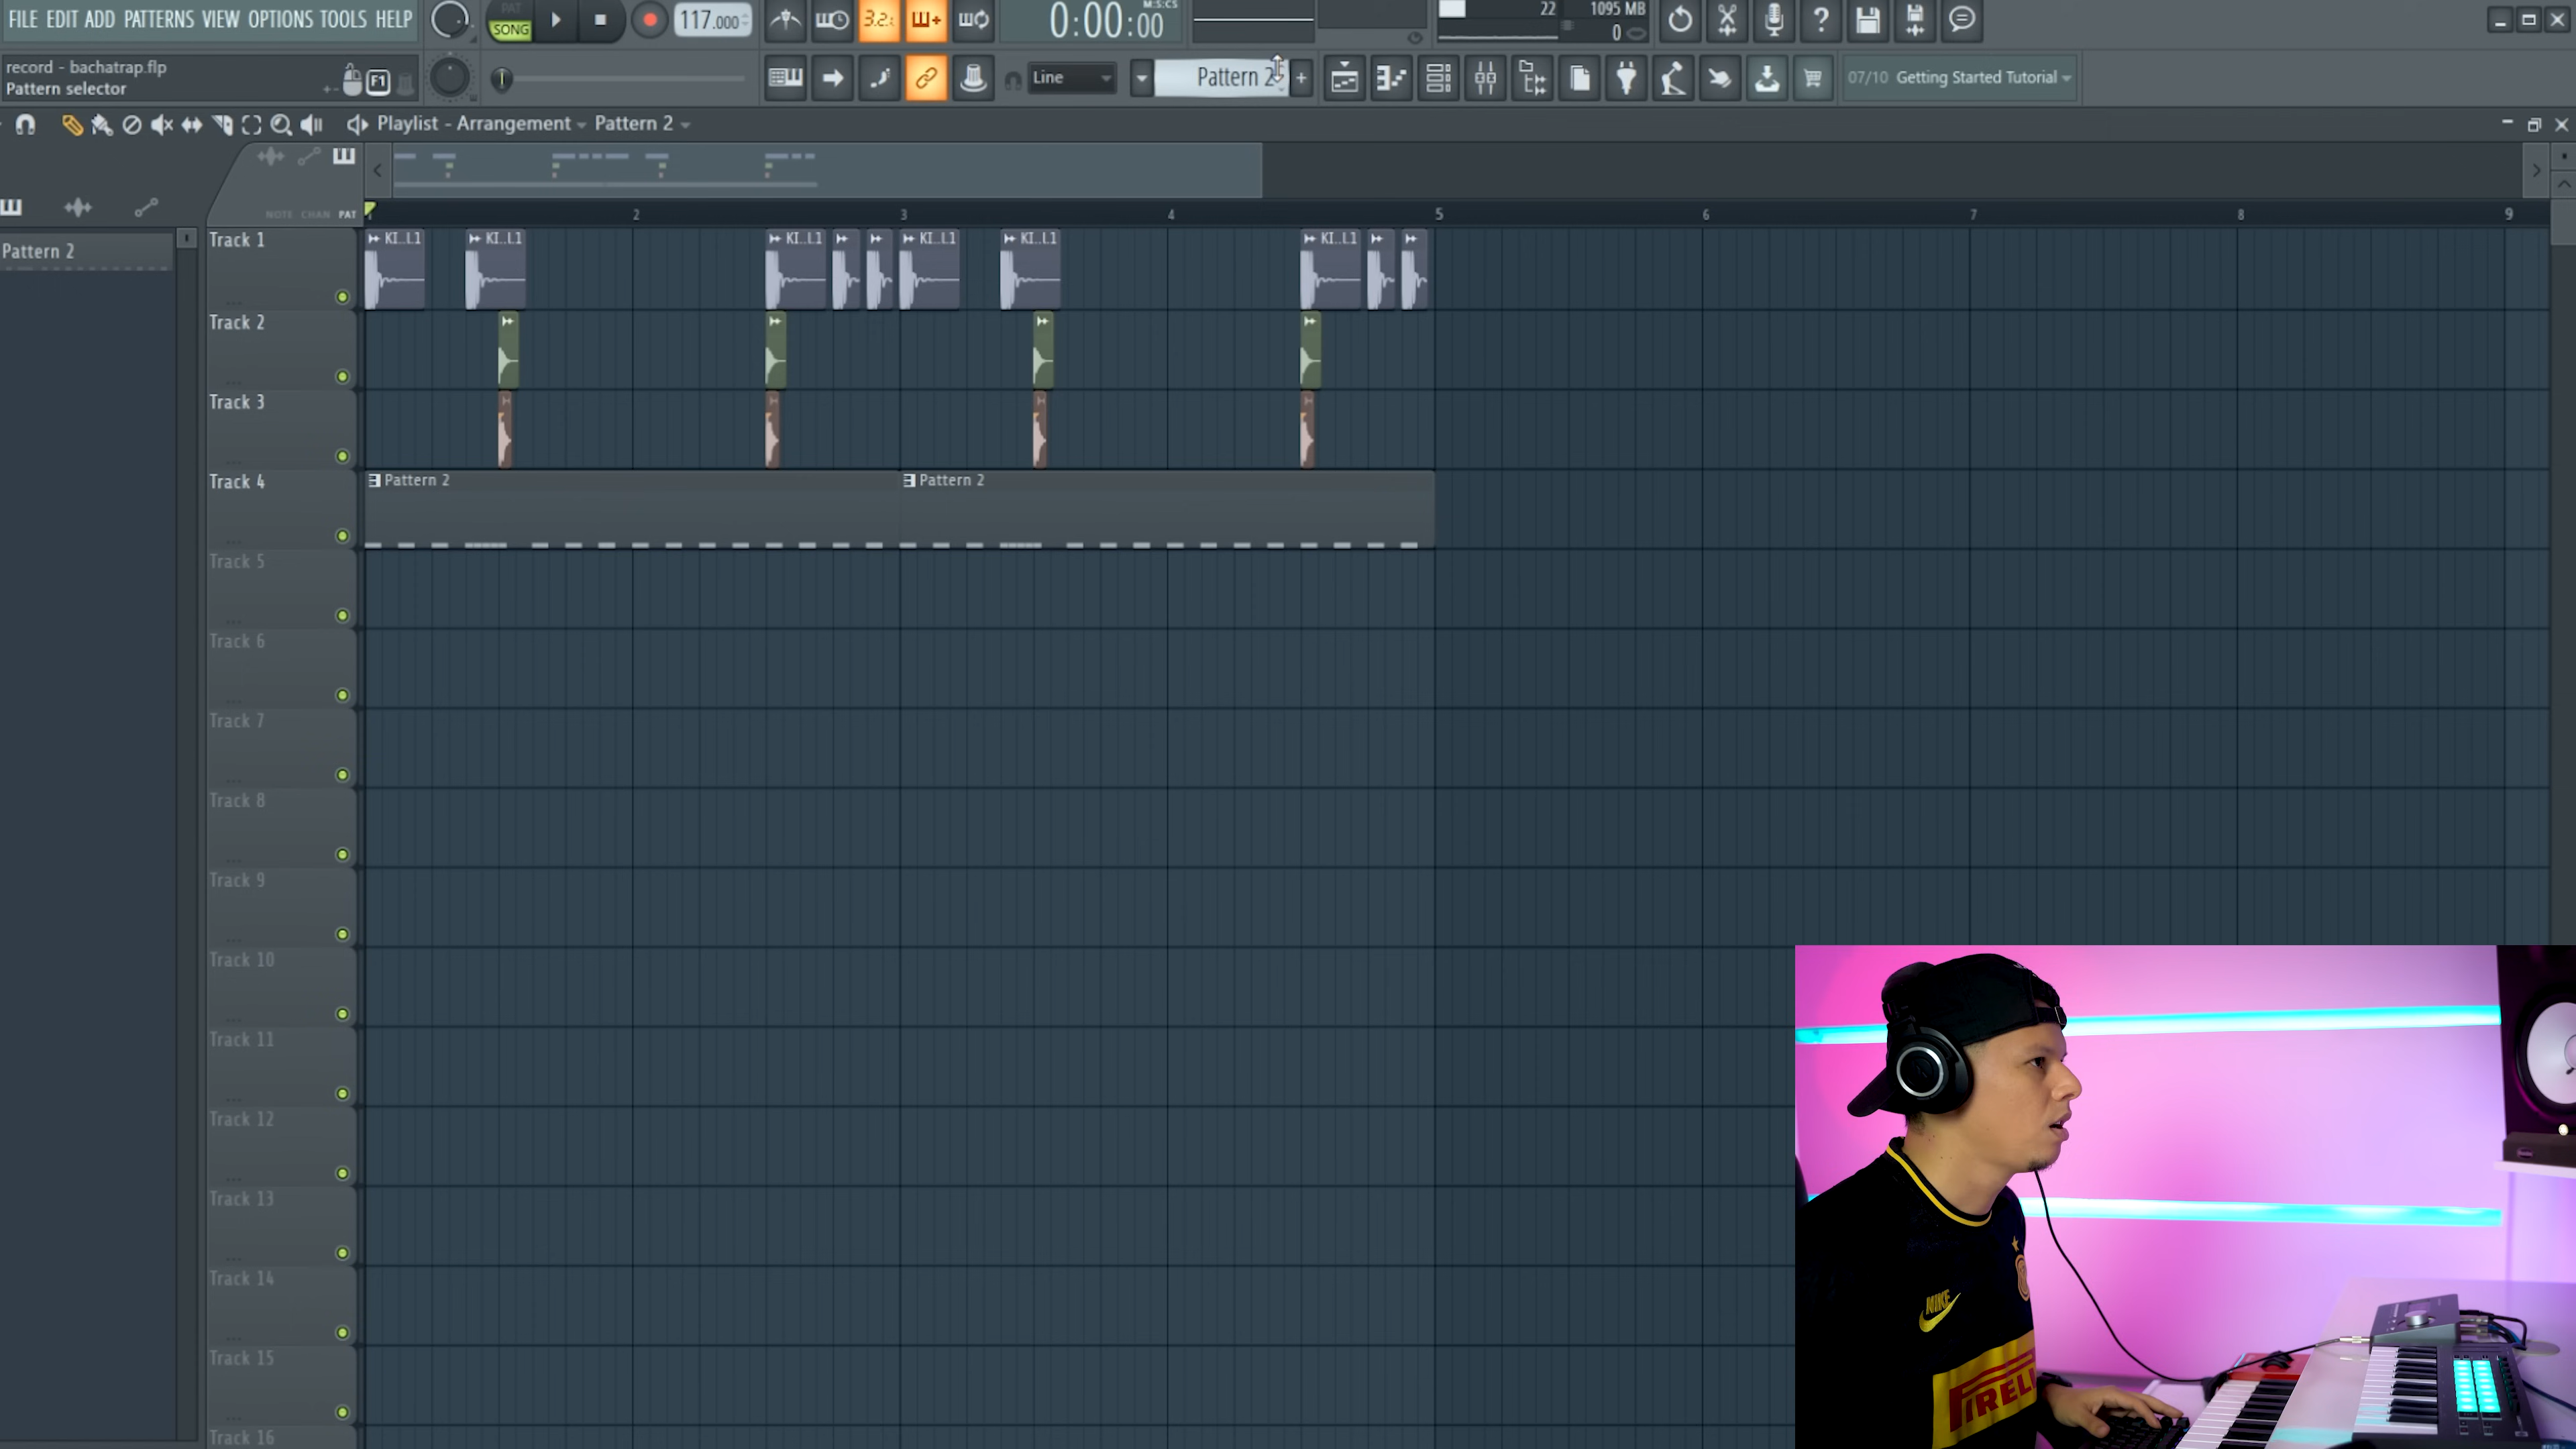 FILE EDIT ADD PATTERNS VIEW OPTIONS TOOLS HELP
PAT
SONG
117.000
3.2.:
0:00:00
M:S:CS
22
1095 MB
0
record - bachatrap.flp
Pattern selector
F1
Line
Pattern 2
+
07/10 Getting Started Tutorial
Playlist - Arrangement
Pattern 2
NOTE CHAN PAT
2 3 4 5 6 7 8 9
Pattern 2
Track 1
KI..L1
KI..L1
KI..L1
KI..L1
KI..L1
KI..L1
Track 2
Track 3
Track 4
Pattern 2
Pattern 2
Track 5
Track 6
Track 7
Track 8
Track 9
Track 10
Track 11
Track 12
Track 13
Track 14
Track 15
Track 16
NIKE